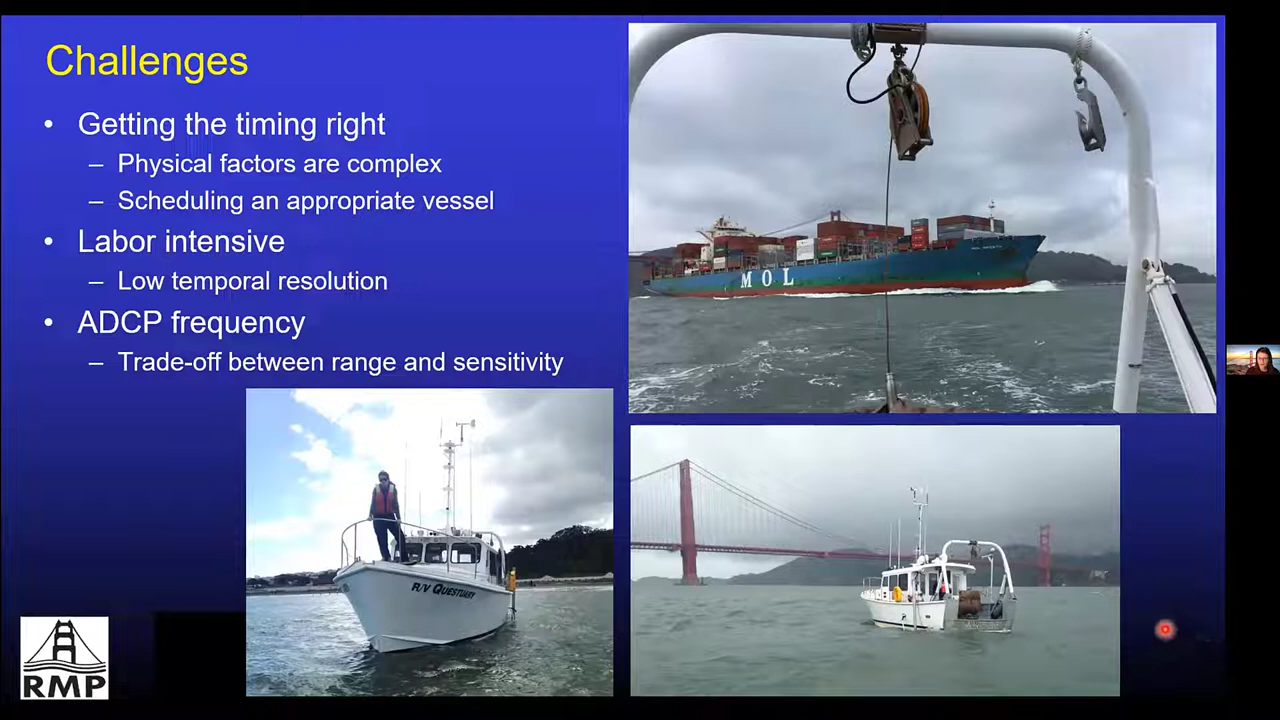 Challenges
• Getting the timing right
– Physical factors are complex
– Scheduling an appropriate vessel
• Labor intensive
– Low temporal resolution
• ADCP frequency
– Trade-off between range and sensitivity
MOL
R/V QUESTUARY
RMP